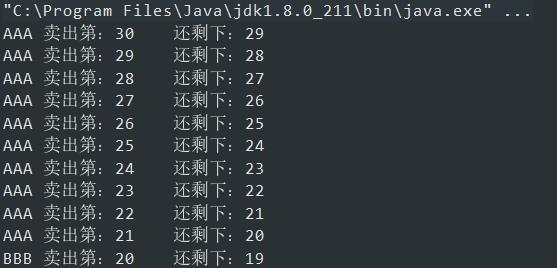 "C:\Program Files\Java\jdk1.8.0_211\bin\java.exe" ...
AAA 卖出第：30    还剩下：29
AAA 卖出第：29    还剩下：28
AAA 卖出第：28    还剩下：27
AAA 卖出第：27    还剩下：26
AAA 卖出第：26    还剩下：25
AAA 卖出第：25    还剩下：24
AAA 卖出第：24    还剩下：23
AAA 卖出第：23    还剩下：22
AAA 卖出第：22    还剩下：21
AAA 卖出第：21    还剩下：20
BBB 卖出第：20    还剩下：19